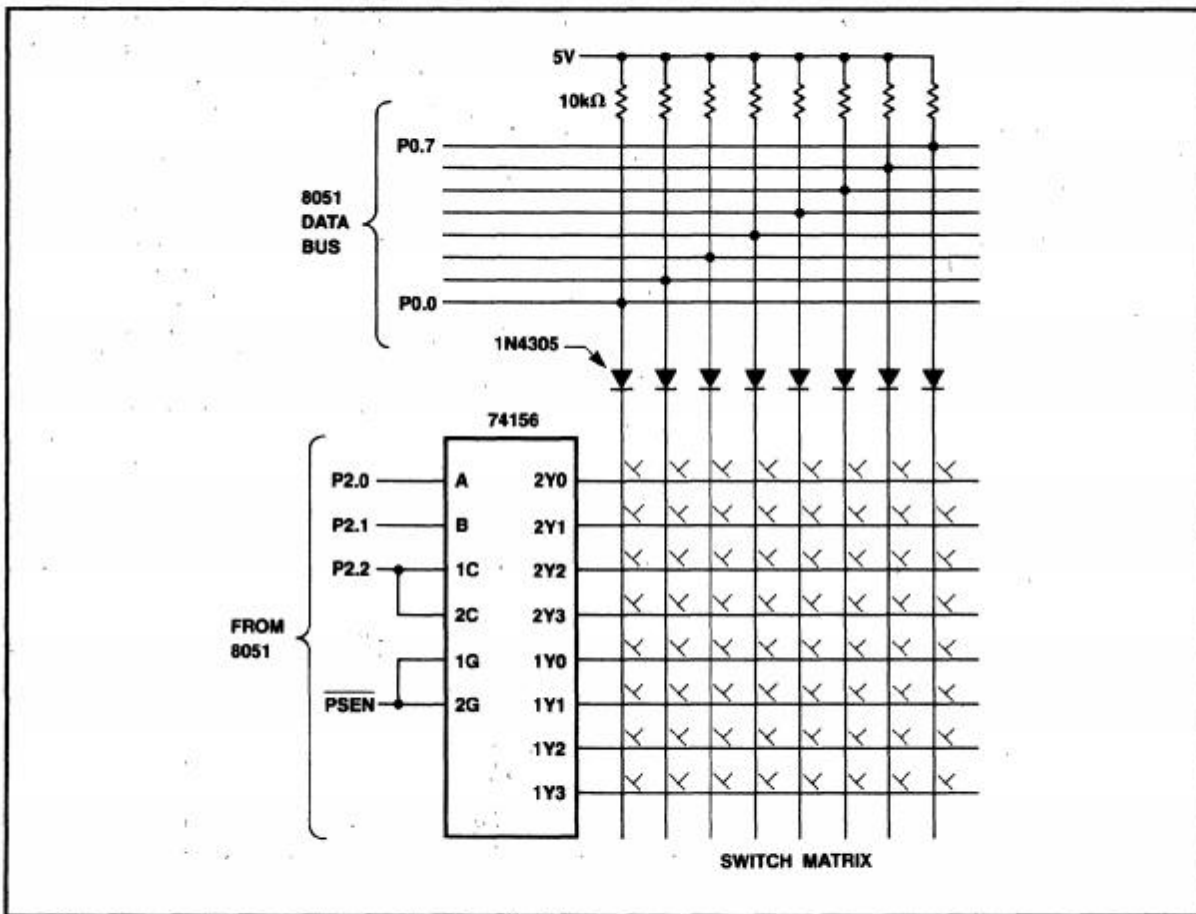 5V
10kΩ
P0.7
8051
DATA
BUS
P0.0
1N4305
74156
P2.0
A
2Y0
P2.1
B
2Y1
P2.2
1C
2Y2
2C
2Y3
FROM
8051
1G
1Y0
PSEN
2G
1Y1
1Y2
1Y3
SWITCH MATRIX